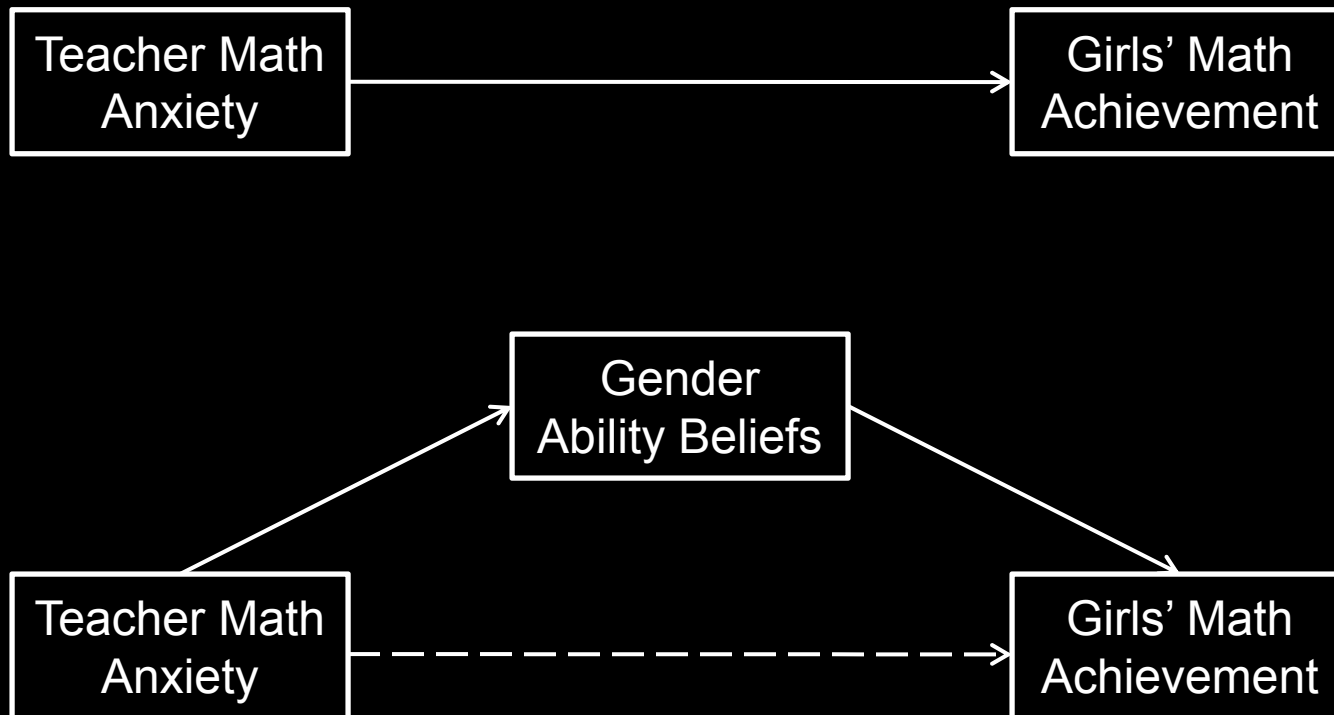 Teacher Math
Anxiety
Girls’ Math
Achievement
Gender
Ability Beliefs
Teacher Math
Anxiety
Girls’ Math
Achievement